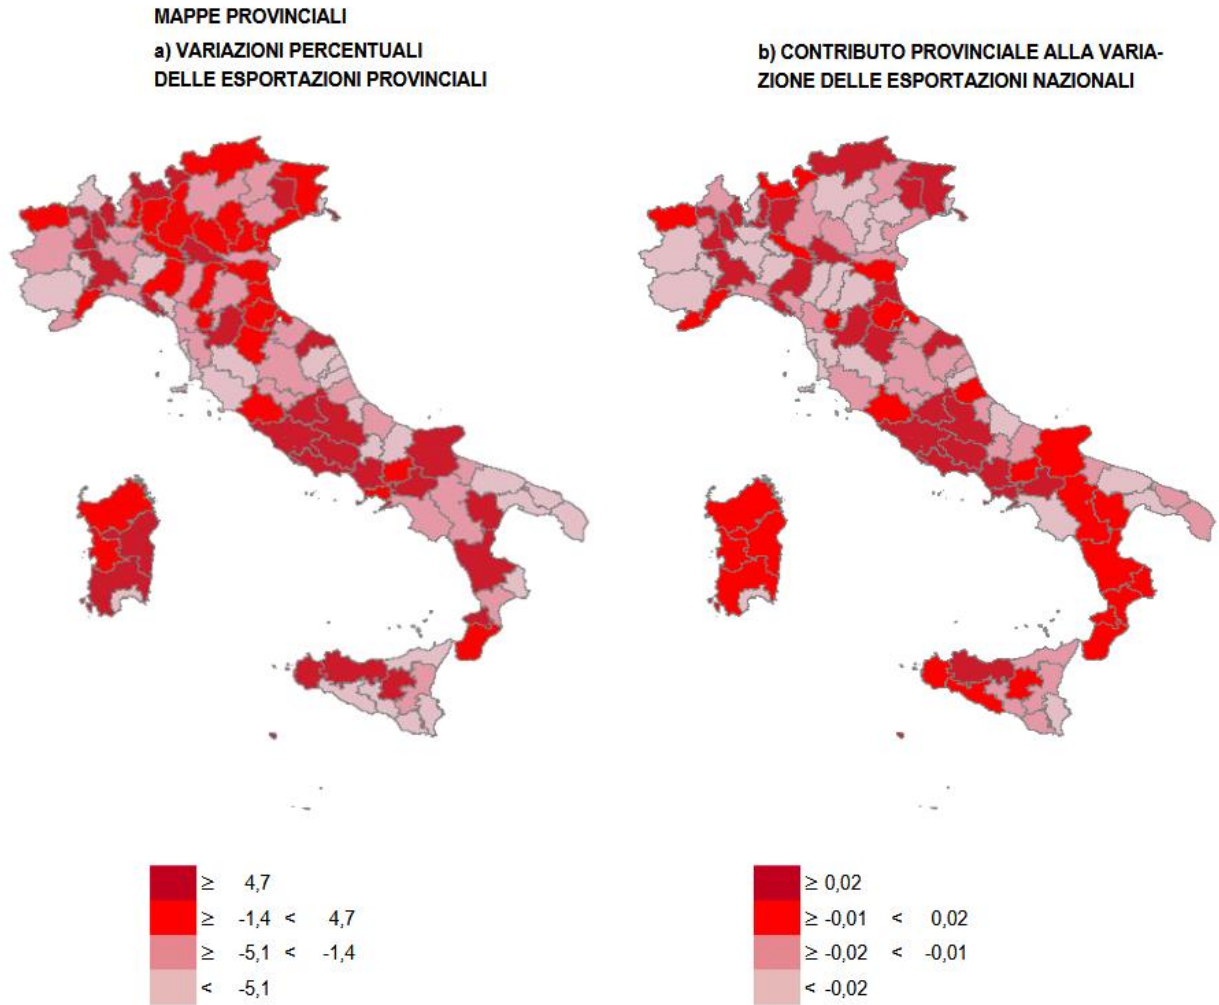 MAPPE PROVINCIALI
a) VARIAZIONI PERCENTUALI
DELLE ESPORTAZIONI PROVINCIALI
b) CONTRIBUTO PROVINCIALE ALLA VARIA-
ZIONE DELLE ESPORTAZIONI NAZIONALI
≥ 4,7
≥ -1,4 < 4,7
≥ -5,1 < -1,4
< -5,1
≥ 0,02
≥ -0,01 < 0,02
≥ -0,02 < -0,01
< -0,02